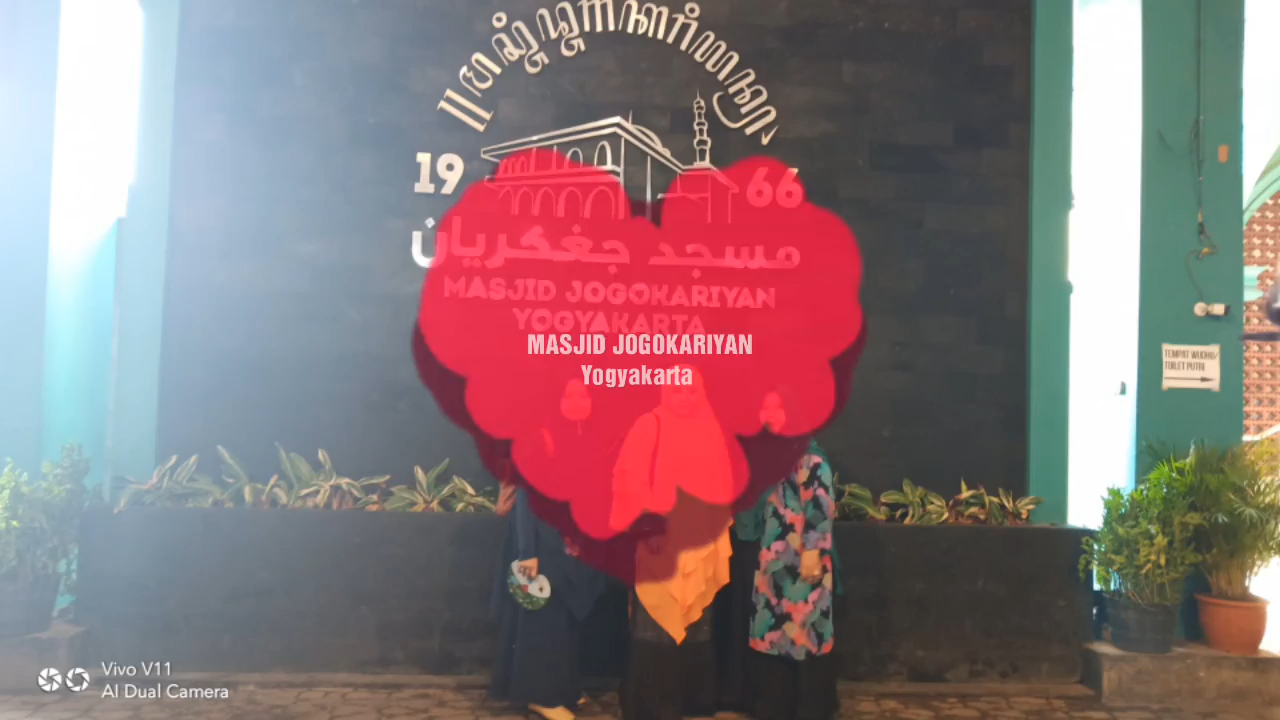 19 66
مسجد جغكريان
MASJID JOGOKARIYAN
YOGYAKARTA
MASJID JOGOKARIYAN
Yogyakarta
TEMPAT WUDHU/
TOILET PUTRI
Vivo V11
AI Dual Camera